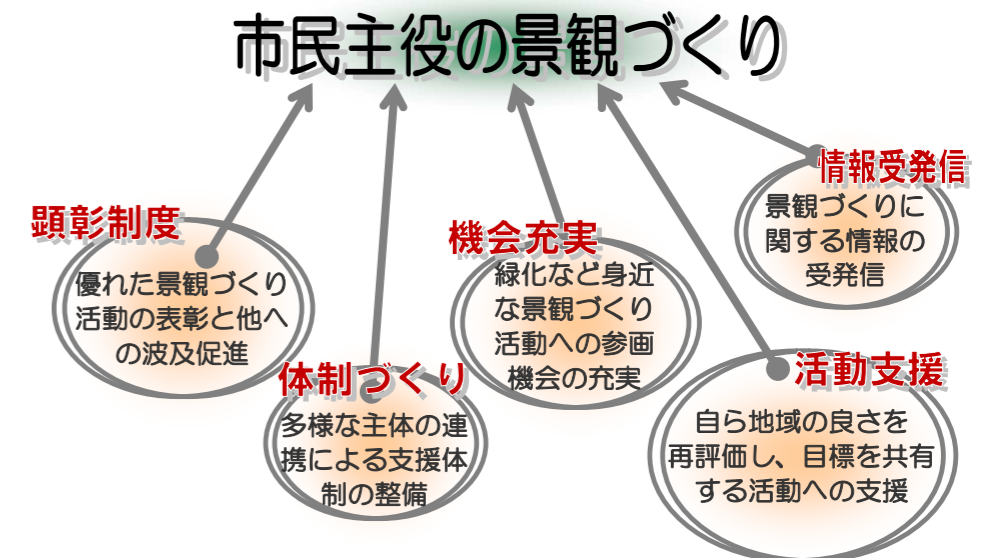 市民主役の景観づくり
顕彰制度
優れた景観づくり
活動の表彰と他へ
の波及促進
体制づくり
多様な主体の連
携による支援体
制の整備
機会充実
緑化など身近
な景観づくり
活動への参画
機会の充実
情報受発信
景観づくりに
関する情報の
受発信
活動支援
自ら地域の良さを
再評価し、目標を共有
する活動への支援